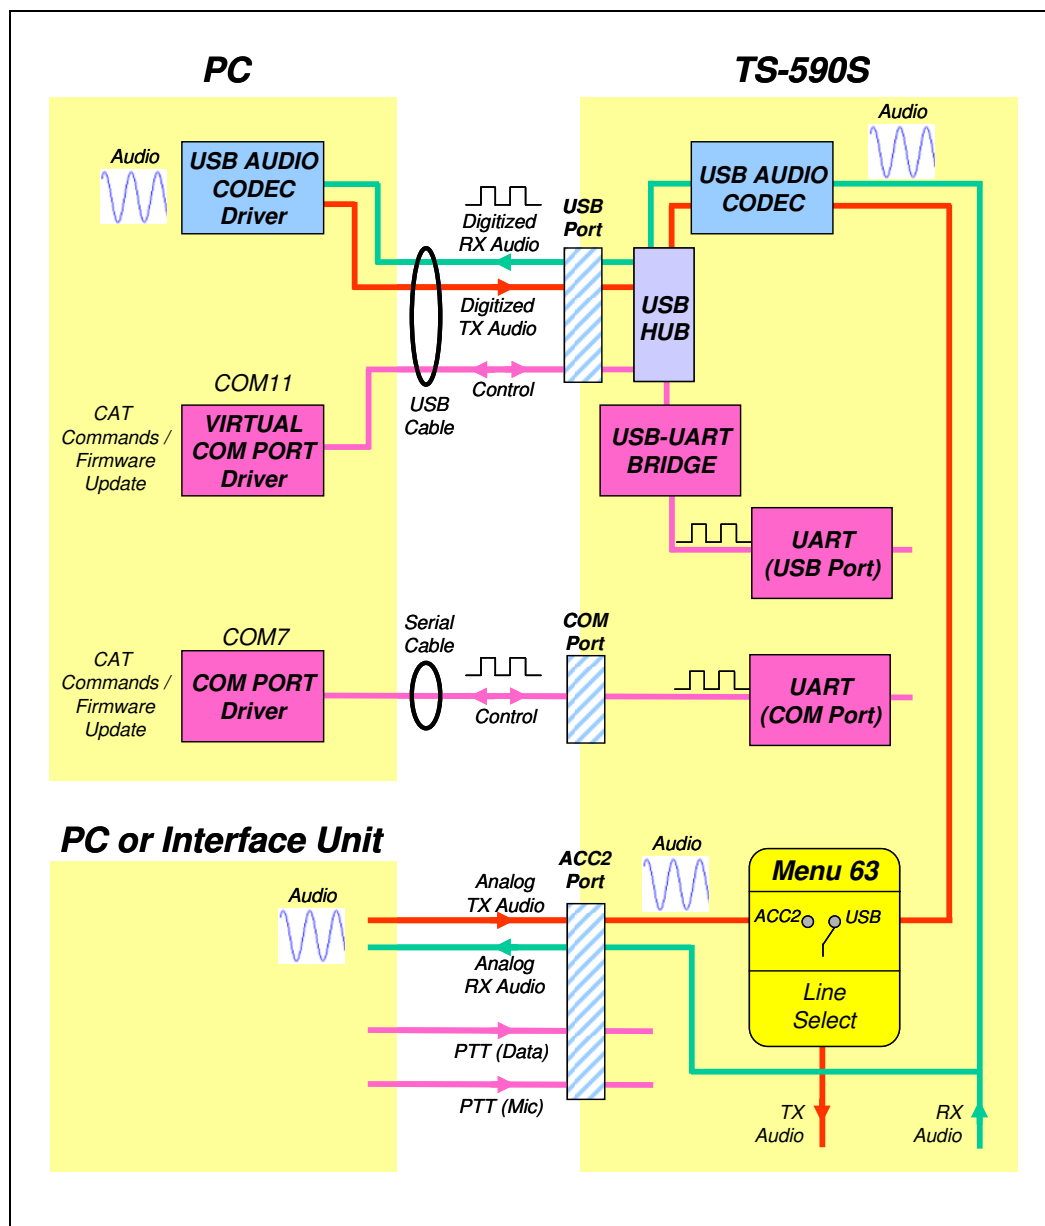 PC
TS-590S
Audio
USB AUDIO
CODEC
Driver
Digitized
RX Audio
USB
Port
USB AUDIO
CODEC
Audio
Digitized
TX Audio
USB
HUB
COM11
CAT
Commands /
Firmware
Update
VIRTUAL
COM PORT
Driver
USB
Cable
Control
USB-UART
BRIDGE
UART
(USB Port)
COM7
CAT
Commands /
Firmware
Update
COM PORT
Driver
Serial
Cable
Control
COM
Port
UART
(COM Port)
PC or Interface Unit
Audio
Analog
TX Audio
ACC2
Port
Audio
Menu 63
ACC2
USB
Analog
RX Audio
Line
Select
PTT (Data)
PTT (Mic)
TX
Audio
RX
Audio